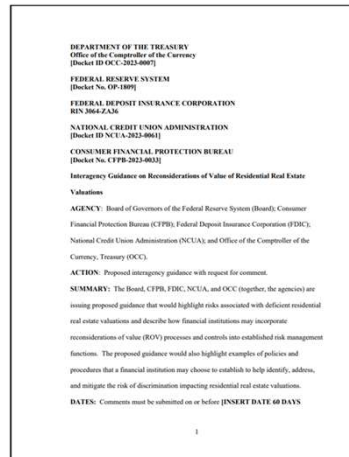 DEPARTMENT OF THE TREASURY
Office of the Comptroller of the Currency
[Docket ID OCC-2023-0007]
FEDERAL RESERVE SYSTEM
[Docket No. OP-1809]
FEDERAL DEPOSIT INSURANCE CORPORATION
RIN 3064-ZA36
NATIONAL CREDIT UNION ADMINISTRATION
[Docket ID NCUA-2023-0061]
CONSUMER FINANCIAL PROTECTION BUREAU
[Docket No. CFPB-2023-0033]
Interagency Guidance on Reconsiderations of Value of Residential Real Estate
Valuations
AGENCY: Board of Governors of the Federal Reserve System (Board); Consumer
Financial Protection Bureau (CFPB); Federal Deposit Insurance Corporation (FDIC);
National Credit Union Administration (NCUA); and Office of the Comptroller of the
Currency, Treasury (OCC).
ACTION: Proposed interagency guidance with request for comment.
SUMMARY: The Board, CFPB, FDIC, NCUA, and OCC (together, the agencies) are
issuing proposed guidance that would highlight risks associated with deficient residential
real estate valuations and describe how financial institutions may incorporate
reconsiderations of value (ROV) processes and controls into established risk management
functions. The proposed guidance would also highlight examples of policies and
procedures that a financial institution may choose to establish to help identify, address,
and mitigate the risk of discrimination impacting residential real estate valuations.
DATES: Comments must be submitted on or before [INSERT DATE 60 DAYS
1